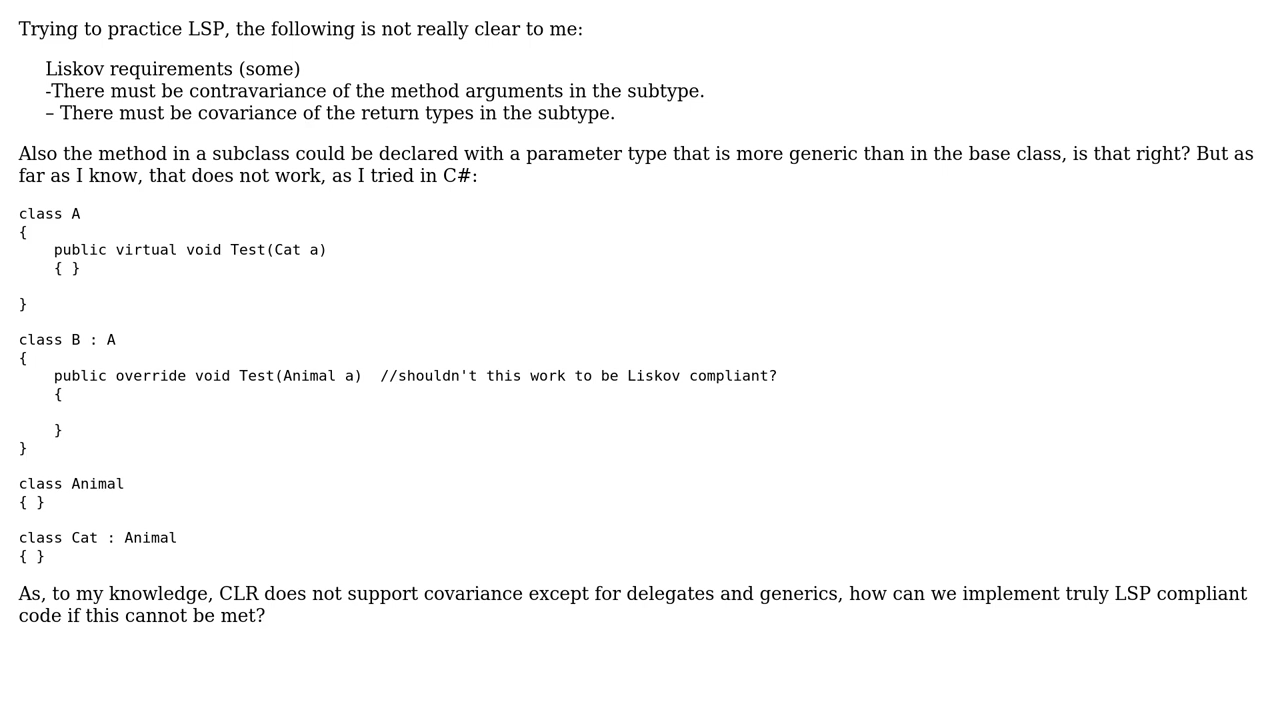 Trying to practice LSP, the following is not really clear to me:
Liskov requirements (some)
-There must be contravariance of the method arguments in the subtype.
– There must be covariance of the return types in the subtype.
Also the method in a subclass could be declared with a parameter type that is more generic than in the base class, is that right? But as
far as I know, that does not work, as I tried in C#:
class A
{
    public virtual void Test(Cat a)
    { }
}
class B : A
{
    public override void Test(Animal a)  //shouldn't this work to be Liskov compliant?
    {
    }
}
class Animal
{ }
class Cat : Animal
{ }
As, to my knowledge, CLR does not support covariance except for delegates and generics, how can we implement truly LSP compliant
code if this cannot be met?